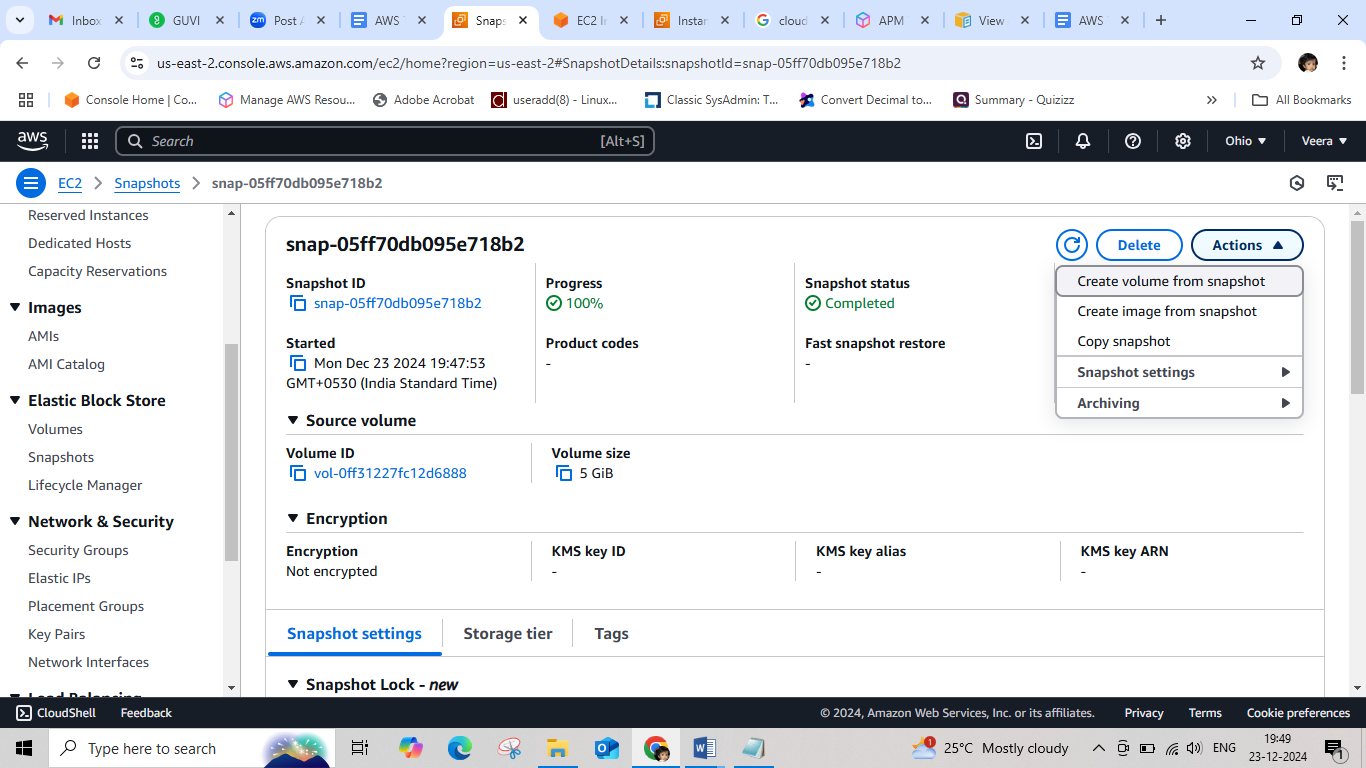 Inbox
GUVI
Post A
AWS
Snaps
EC2 In
Instan
cloud
APM
View
AWS
us-east-2.console.aws.amazon.com/ec2/home?region=us-east-2#SnapshotDetails:snapshotId=snap-05ff70db095e718b2
Console Home | Co...
Manage AWS Resou...
Adobe Acrobat
useradd(8) - Linux...
Classic SysAdmin: T...
Convert Decimal to...
Summary - Quizizz
All Bookmarks
aws
Search
[Alt+S]
Ohio
Veera
EC2
Snapshots
snap-05ff70db095e718b2
Reserved Instances
Dedicated Hosts
Capacity Reservations
Images
AMIs
AMI Catalog
Elastic Block Store
Volumes
Snapshots
Lifecycle Manager
Network & Security
Security Groups
Elastic IPs
Placement Groups
Key Pairs
Network Interfaces
Load Balancing
snap-05ff70db095e718b2
Delete
Actions
Create volume from snapshot
Create image from snapshot
Copy snapshot
Snapshot settings
Archiving
Snapshot ID
snap-05ff70db095e718b2
Progress
100%
Snapshot status
Completed
Started
Mon Dec 23 2024 19:47:53
GMT+0530 (India Standard Time)
Product codes
-
Fast snapshot restore
-
Source volume
Volume ID
vol-0ff31227fc12d6888
Volume size
5 GiB
Encryption
Encryption
Not encrypted
KMS key ID
-
KMS key alias
-
KMS key ARN
-
Snapshot settings
Storage tier
Tags
Snapshot Lock - new
CloudShell
Feedback
© 2024, Amazon Web Services, Inc. or its affiliates.
Privacy
Terms
Cookie preferences
Type here to search
1
25°C Mostly cloudy
ENG
19:49
23-12-2024
1